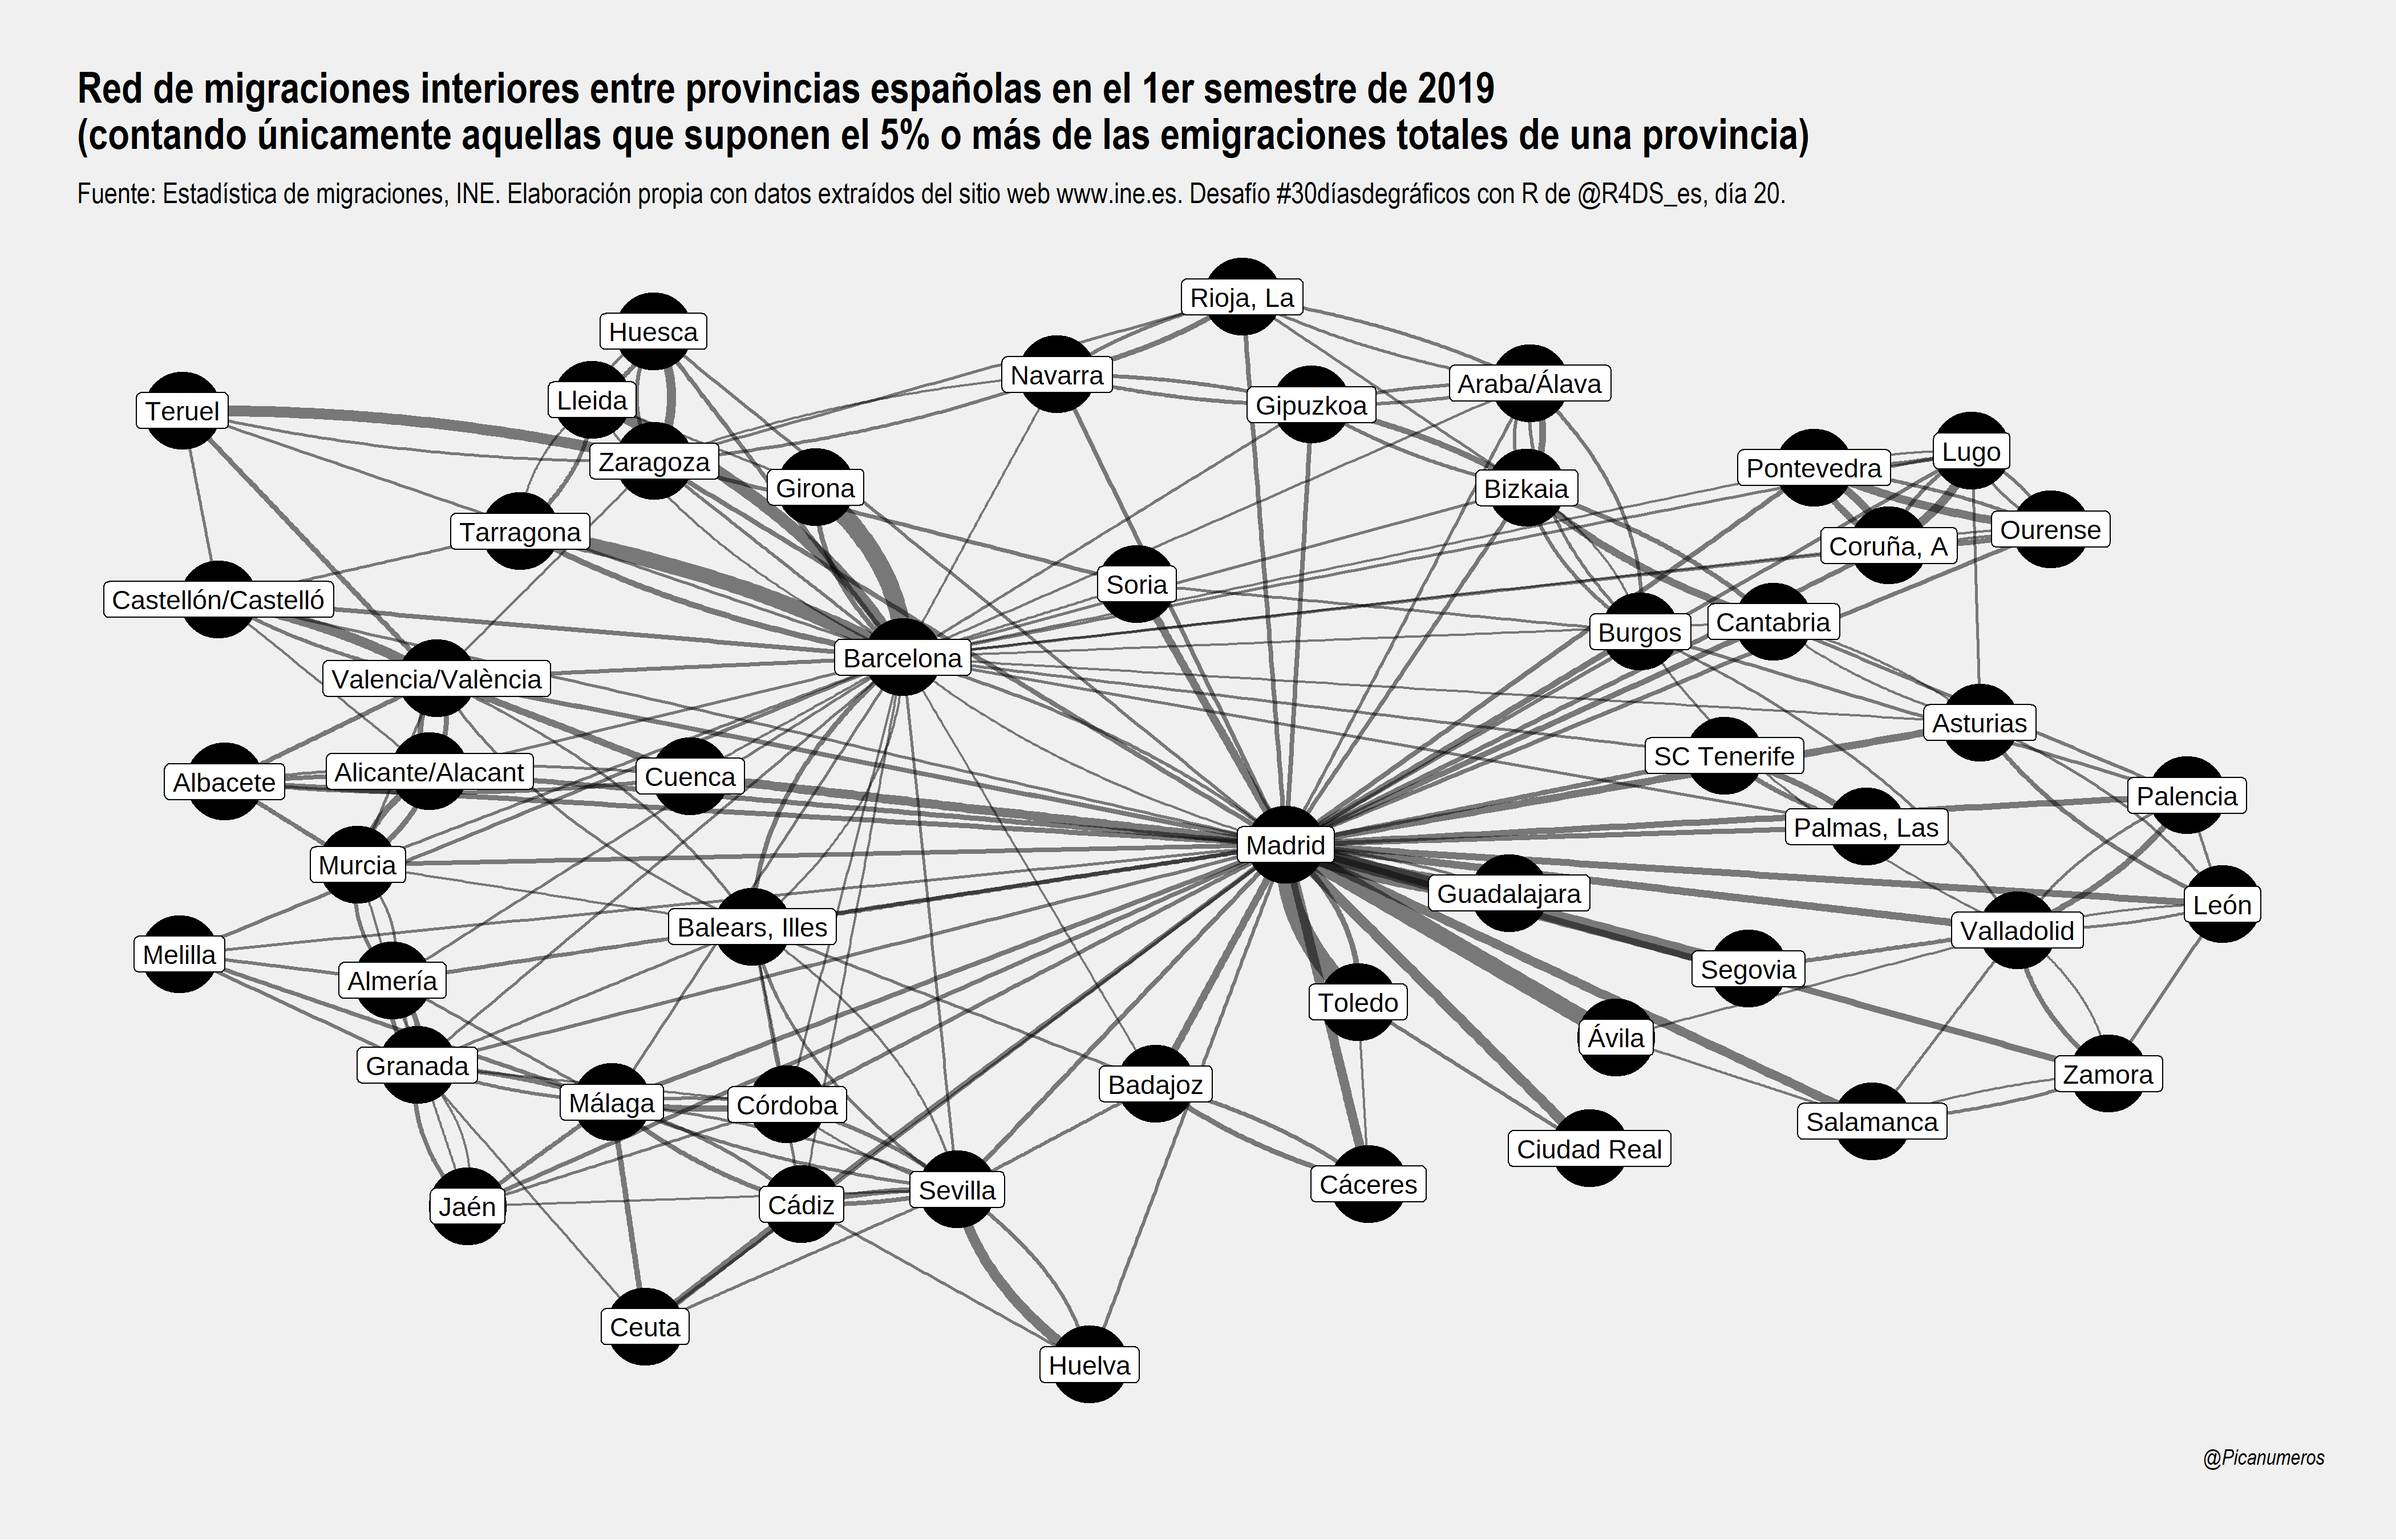 Red de migraciones interiores entre provincias españolas en el 1er semestre de 2019
(contando únicamente aquellas que suponen el 5% o más de las emigraciones totales de una provincia)
Fuente: Estadística de migraciones, INE. Elaboración propia con datos extraídos del sitio web www.ine.es. Desafío #30díasdegráficos con R de @R4DS_es, día 20.
Rioja, La
Huesca
Navarra
Araba/Álava
Lleida
Gipuzkoa
Teruel
Lugo
Zaragoza
Pontevedra
Girona
Bizkaia
Tarragona
Ourense
Coruña, A
Soria
Castellón/Castelló
Cantabria
Burgos
Barcelona
Valencia/València
Asturias
SC Tenerife
Alicante/Alacant
Cuenca
Albacete
Palencia
Palmas, Las
Madrid
Murcia
Guadalajara
León
Balears, Illes
Valladolid
Melilla
Segovia
Almería
Toledo
Ávila
Granada
Zamora
Badajoz
Málaga
Córdoba
Salamanca
Ciudad Real
Cáceres
Sevilla
Cádiz
Jaén
Ceuta
Huelva
@Picanumeros